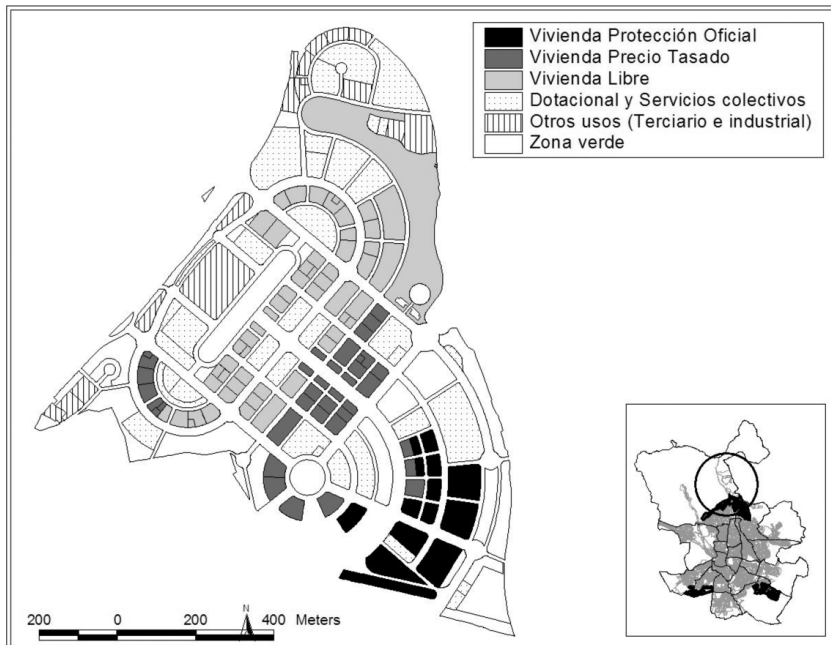 Vivienda Protección Oficial
Vivienda Precio Tasado
Vivienda Libre
Dotacional y Servicios colectivos
Otros usos (Terciario e industrial)
Zona verde
N
200 0 200 400 Meters